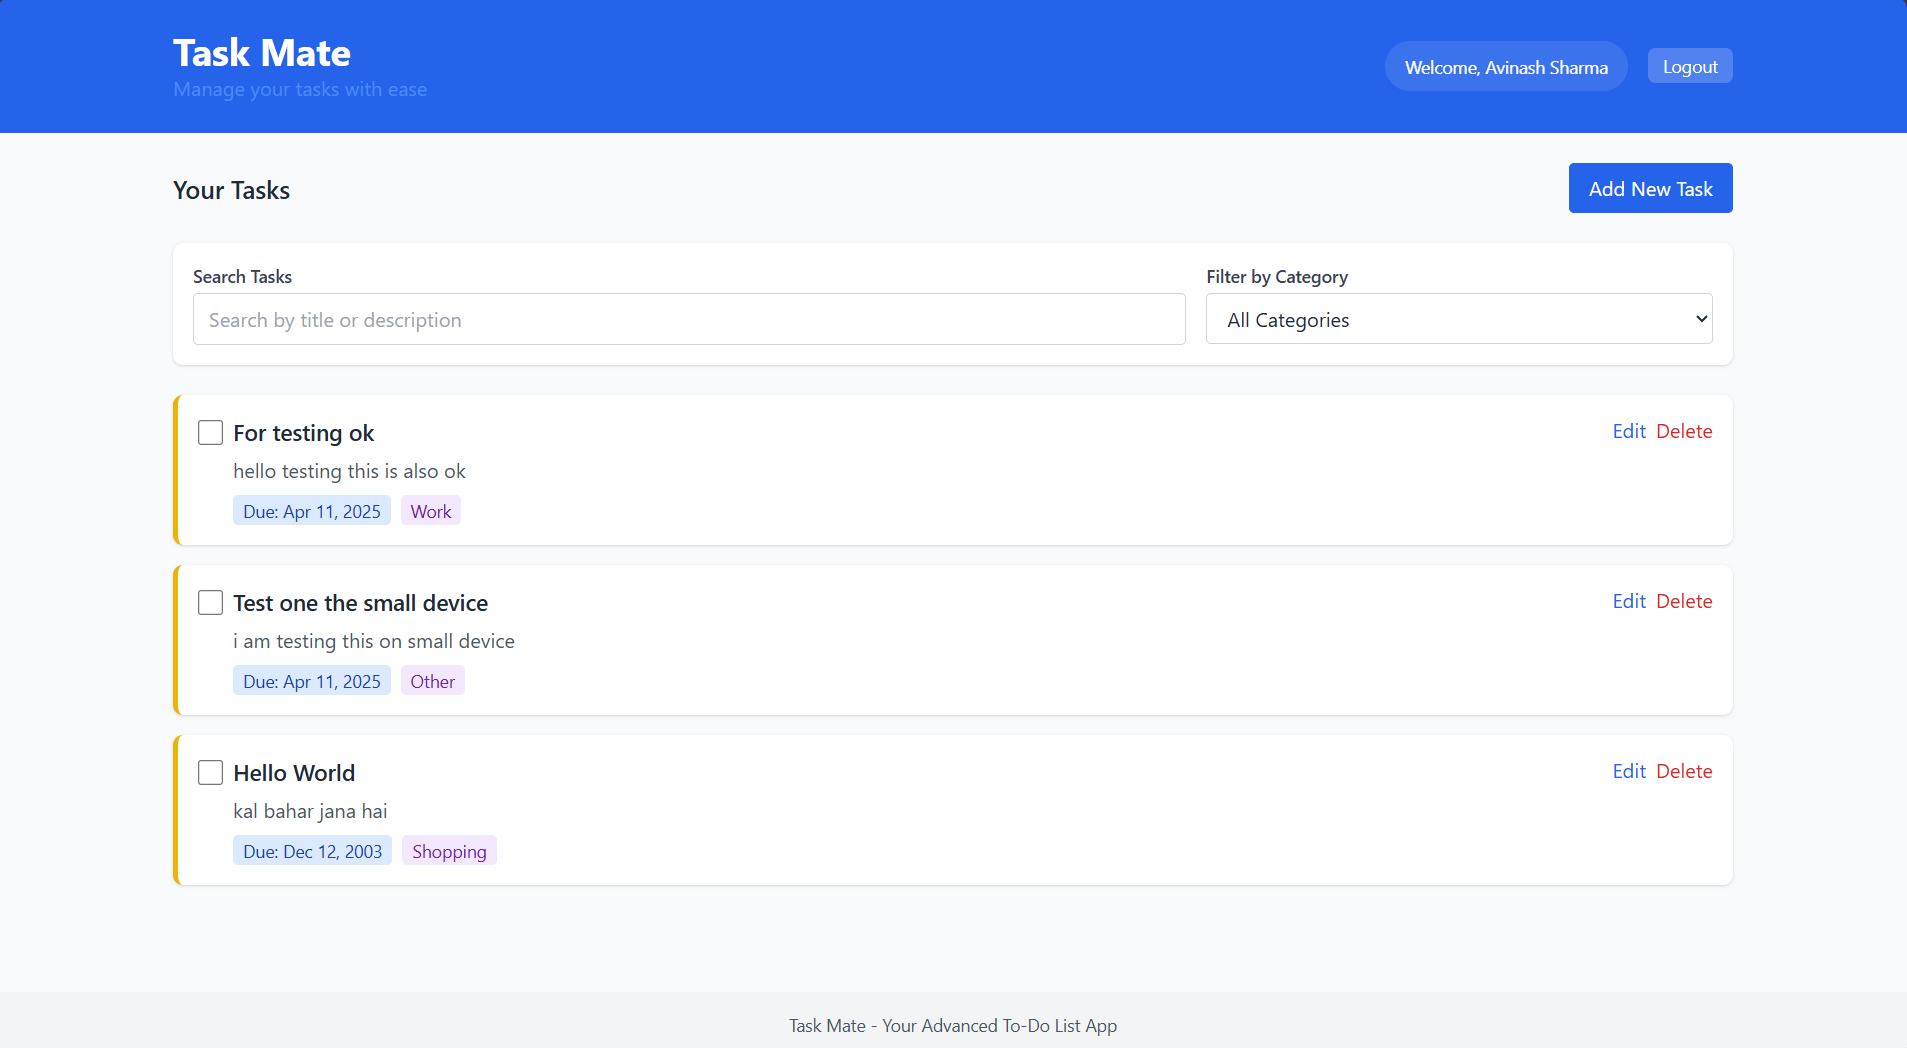 Task Mate
Manage your tasks with ease
Welcome, Avinash Sharma
Logout
Your Tasks
Add New Task
Search Tasks
Search by title or description
Filter by Category
All Categories
For testing ok
Edit Delete
hello testing this is also ok
Due: Apr 11, 2025 Work
Test one the small device
Edit Delete
i am testing this on small device
Due: Apr 11, 2025 Other
Hello World
Edit Delete
kal bahar jana hai
Due: Dec 12, 2003 Shopping
Task Mate - Your Advanced To-Do List App